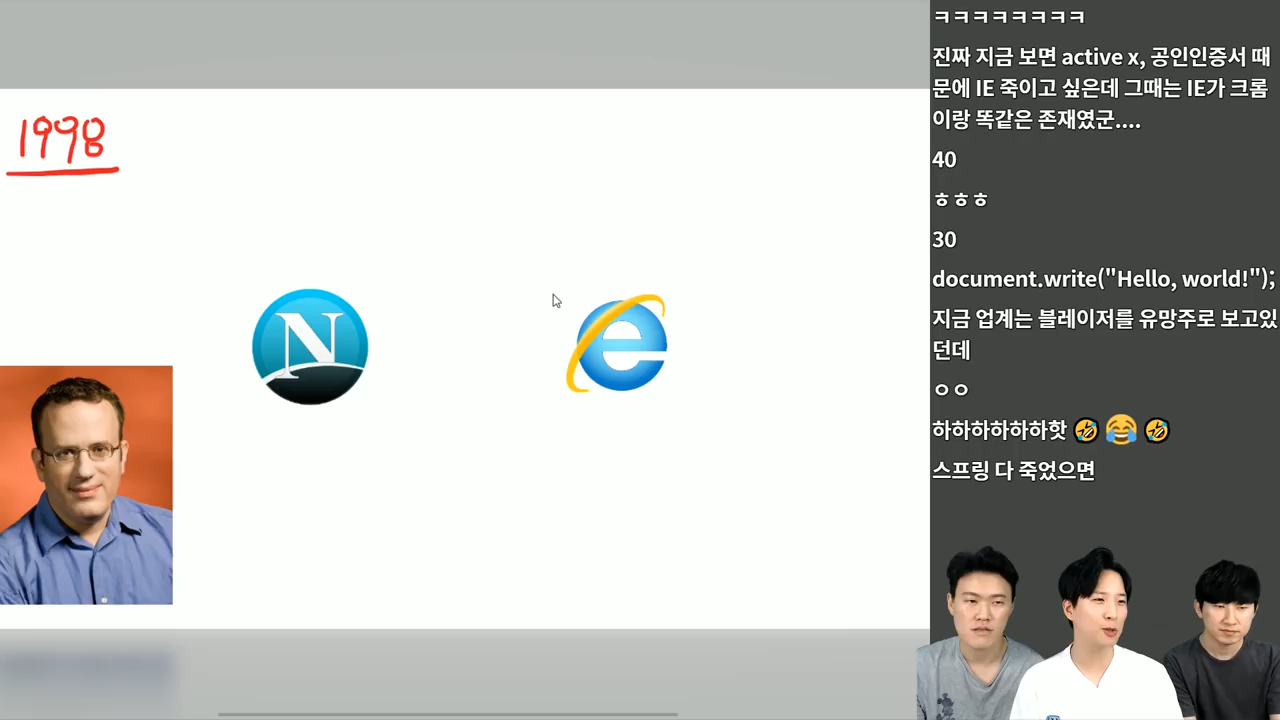 1998
N
e
ㅋㅋㅋㅋㅋㅋㅋㅋ
진짜 지금 보면 active x, 공인인증서 때
문에 IE 죽이고 싶은데 그때는 IE가 크롬
이랑 똑같은 존재였군....
40
ㅎㅎㅎ
30
document.write("Hello, world!");
지금 업계는 블레이저를 유망주로 보고있
던데
ㅇㅇ
하하하하하하핫 🤣 😂 🤣
스프링 다 죽었으면